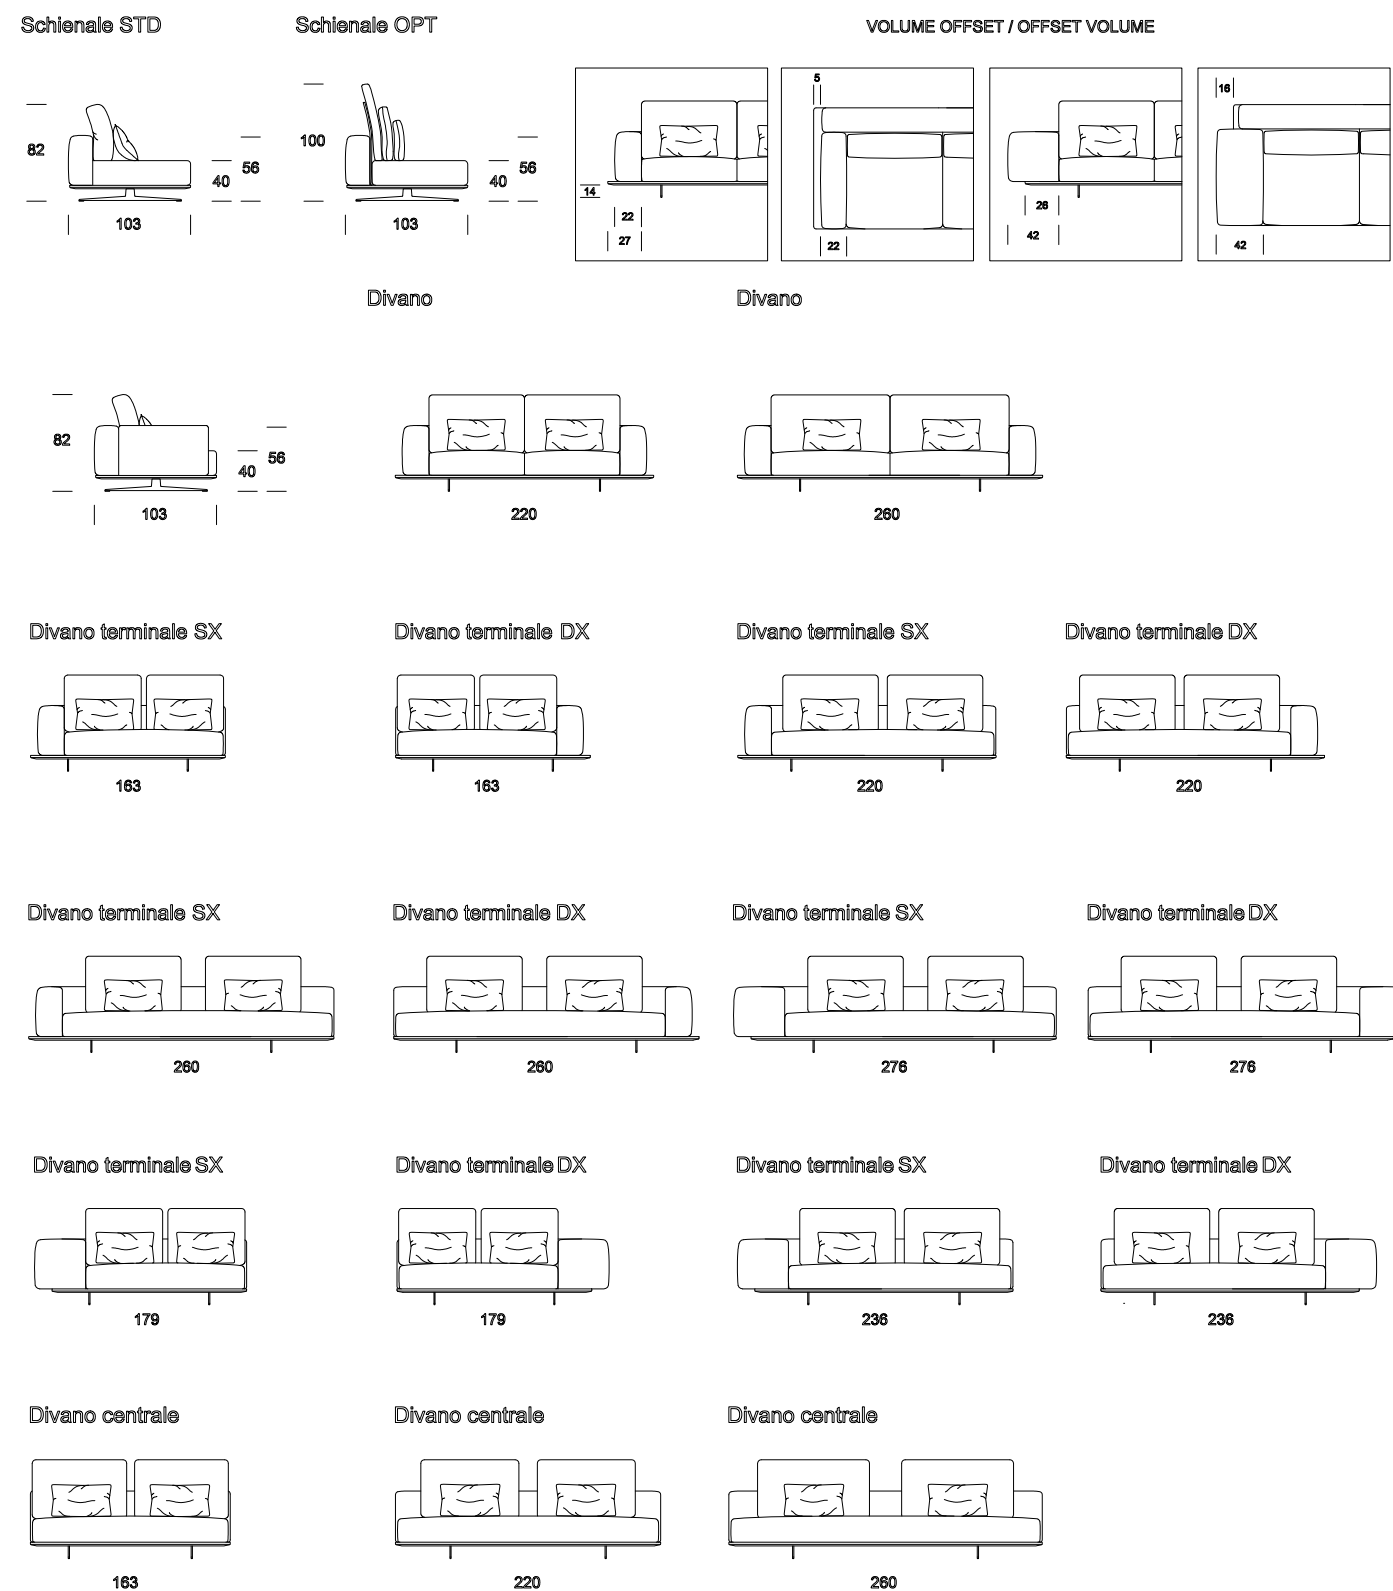 Schienale STD
Schienale OPT
VOLUME OFFSET / OFFSET VOLUME
82
40
56
103
100
40
56
103
14
22
27
5
22
26
42
16
42
Divano
Divano
82
40
56
103
220
260
Divano terminale SX
Divano terminale DX
Divano terminale SX
Divano terminale DX
163
163
220
220
Divano terminale SX
Divano terminale DX
Divano terminale SX
Divano terminale DX
260
260
276
276
Divano terminale SX
Divano terminale DX
Divano terminale SX
Divano terminale DX
179
179
236
236
Divano centrale
Divano centrale
Divano centrale
163
220
260